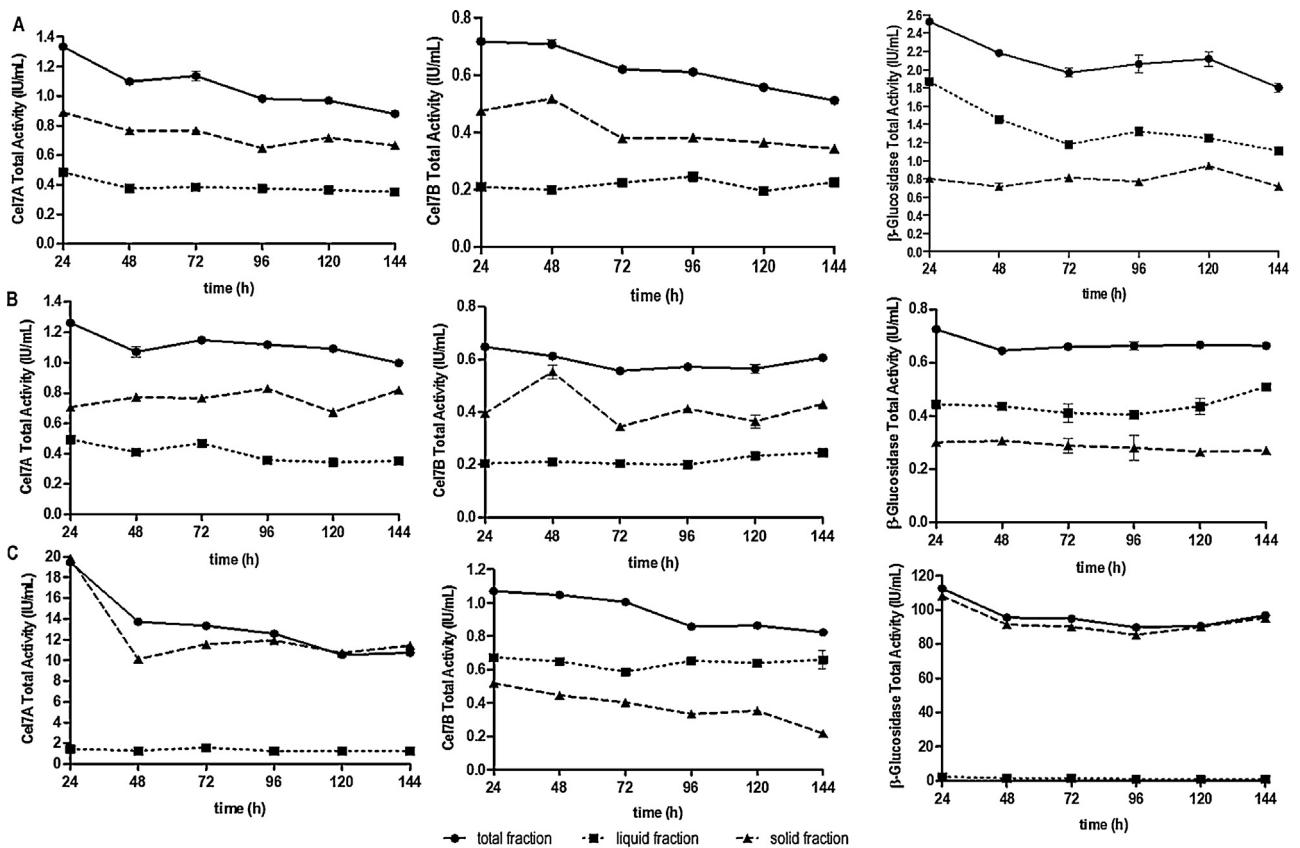 A
Cel7A Total Activity (IU/mL)
1.4
1.2
1.0
0.8
0.6
0.4
0.2
0.0
24 48 72 96 120 144
time (h)
Cel7B Total Activity (IU/mL)
0.8
0.6
0.4
0.2
0.0
24 48 72 96 120 144
time (h)
β-Glucosidase Total Activity (IU/mL)
2.6
2.4
2.2
2.0
1.8
1.6
1.4
1.2
1.0
0.8
0.6
0.4
0.2
0.0
24 48 72 96 120 144
time (h)
B
Cel7A Total Activity (IU/mL)
1.4
1.2
1.0
0.8
0.6
0.4
0.2
0.0
24 48 72 96 120 144
time (h)
Cel7B Total Activity (IU/mL)
0.8
0.6
0.4
0.2
0.0
24 48 72 96 120 144
time (h)
β-Glucosidase Total Activity (IU/mL)
0.8
0.6
0.4
0.2
0.0
24 48 72 96 120 144
time (h)
C
Cel7A Total Activity (IU/mL)
20
18
16
14
12
10
8
6
4
2
0
24 48 72 96 120 144
time (h)
Cel7B Total Activity (IU/mL)
1.2
1.0
0.8
0.6
0.4
0.2
0.0
24 48 72 96 120 144
time (h)
β-Glucosidase Total Activity (IU/mL)
120
100
80
60
40
20
0
24 48 72 96 120 144
time (h)
total fraction liquid fraction solid fraction